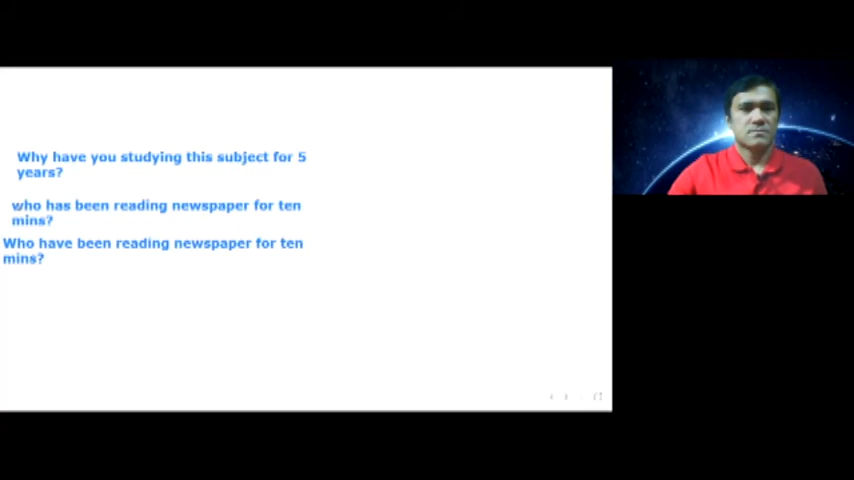 Why have you studying this subject for 5
years?
who has been reading newspaper for ten
mins?
Who have been reading newspaper for ten
mins?